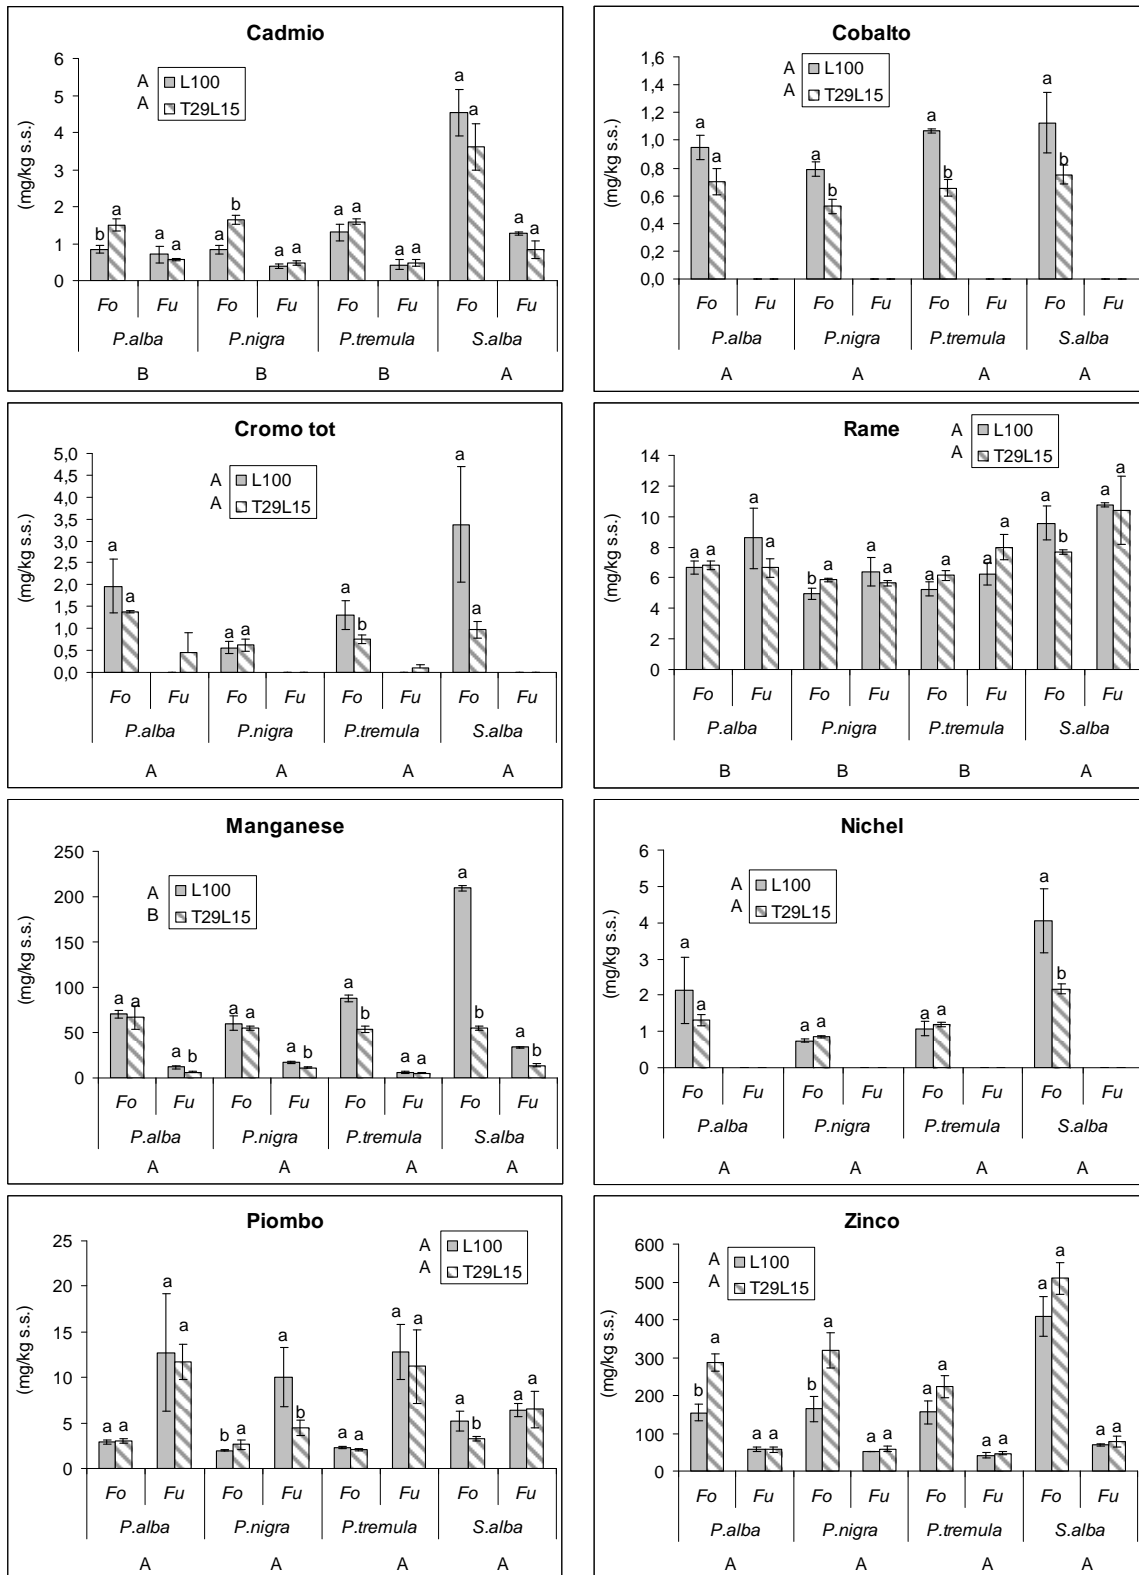 Cadmio
(mg/kg s.s.)
6
5
4
3
2
1
0
A L100
A T29L15
b a a a a b a a a a a a a a a a
Fo Fu Fo Fu Fo Fu Fo Fu
P.alba P.nigra P.tremula S.alba
B B B A
Cobalto
(mg/kg s.s.)
1,6
1,4
1,2
1,0
0,8
0,6
0,4
0,2
0,0
A L100
A T29L15
a a a b a b a b
Fo Fu Fo Fu Fo Fu Fo Fu
P.alba P.nigra P.tremula S.alba
A A A A
Cromo tot
(mg/kg s.s.)
5,0
4,5
4,0
3,5
3,0
2,5
2,0
1,5
1,0
0,5
0,0
A L100
A T29L15
a a a a a b a a
Fo Fu Fo Fu Fo Fu Fo Fu
P.alba P.nigra P.tremula S.alba
A A A A
Rame
(mg/kg s.s.)
14
12
10
8
6
4
2
0
A L100
A T29L15
a a a a b a a a a a a a a b a a
Fo Fu Fo Fu Fo Fu Fo Fu
P.alba P.nigra P.tremula S.alba
B B B A
Manganese
(mg/kg s.s.)
250
200
150
100
50
0
A L100
B T29L15
a a a b a a a b a b a a a b a b
Fo Fu Fo Fu Fo Fu Fo Fu
P.alba P.nigra P.tremula S.alba
A A A A
Nichel
(mg/kg s.s.)
6
5
4
3
2
1
0
A L100
A T29L15
a a a a a a a b
Fo Fu Fo Fu Fo Fu Fo Fu
P.alba P.nigra P.tremula S.alba
A A A A
Piombo
(mg/kg s.s.)
25
20
15
10
5
0
A L100
A T29L15
a a a a b a a b a a a a a b a a
Fo Fu Fo Fu Fo Fu Fo Fu
P.alba P.nigra P.tremula S.alba
A A A A
Zinco
(mg/kg s.s.)
600
500
400
300
200
100
0
A L100
A T29L15
b a a a b a a a a a a a a a a a
Fo Fu Fo Fu Fo Fu Fo Fu
P.alba P.nigra P.tremula S.alba
A A A A